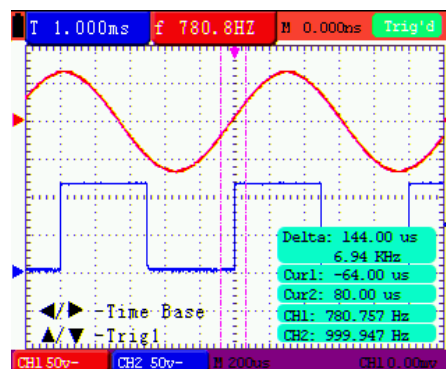 T 1.000ms f 780.8HZ M 0.000ns Trig'd
Delta: 144.00 us
6.94 KHz
Cur1: -64.00 us
Cur2: 80.00 us
CH1: 780.757 Hz
CH2: 999.947 Hz
◀/▶ -Time Base
▲/▼ -Trig1
CH1 50v- CH2 50v- M 200us CH1 0.00mv